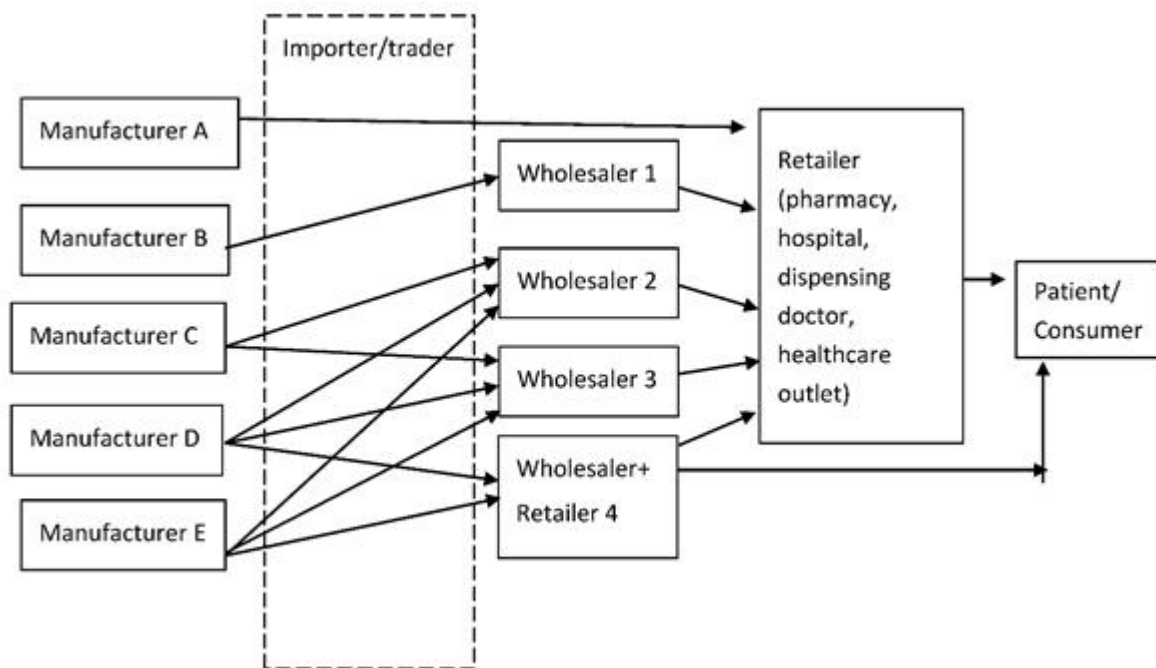 Importer/trader
Manufacturer A
Manufacturer B
Manufacturer C
Manufacturer D
Manufacturer E
Wholesaler 1
Wholesaler 2
Wholesaler 3
Wholesaler+
Retailer 4
Retailer
(pharmacy,
hospital,
dispensing
doctor,
healthcare
outlet)
Patient/
Consumer